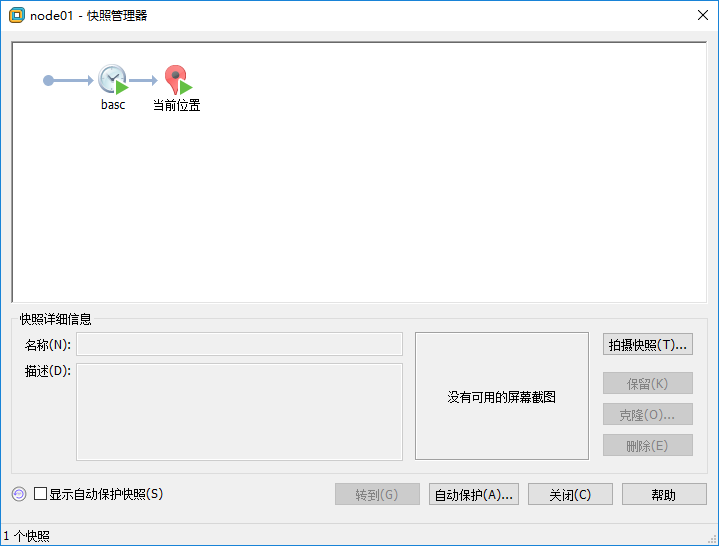 node01 - 快照管理器
basc
当前位置
快照详细信息
名称(N):
描述(D):
没有可用的屏幕截图
拍摄快照(T)...
保留(K)
克隆(O)...
删除(E)
显示自动保护快照(S)
转到(G)
自动保护(A)...
关闭(C)
帮助
1 个快照